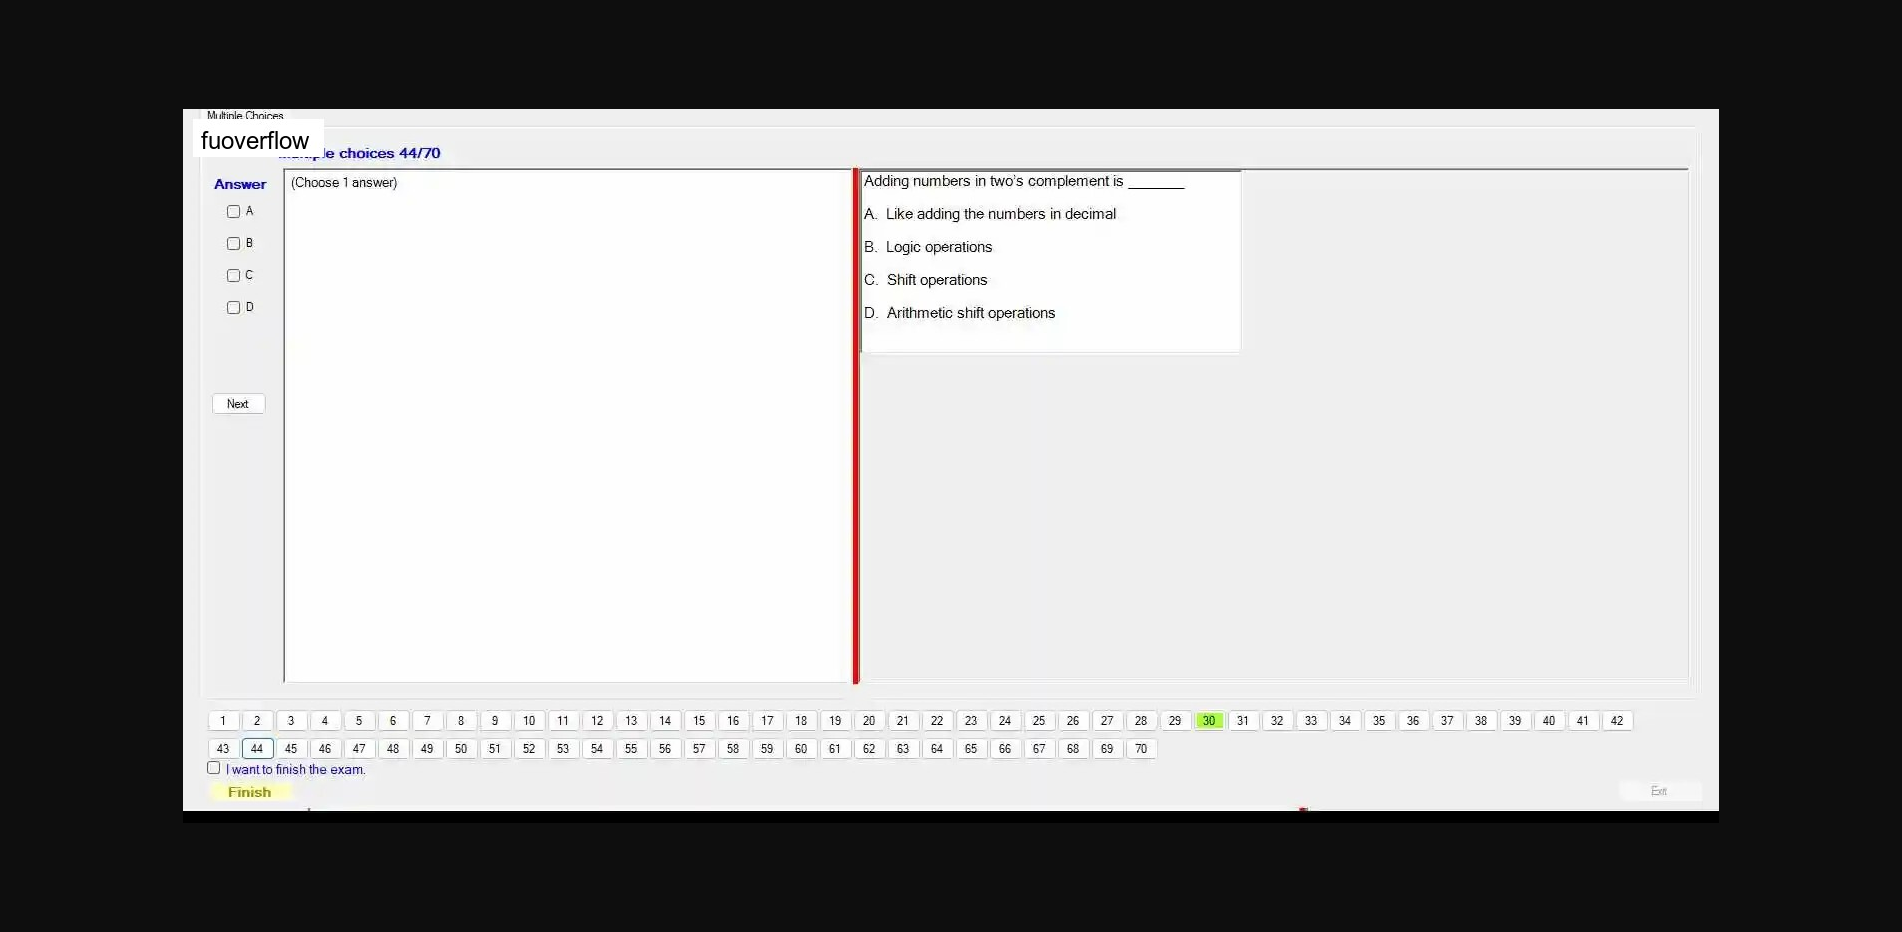 Multiple Choices
fuoverflow
choices 44/70
Answer
(Choose 1 answer)
A
B
C
D
Next
Adding numbers in two's complement is _______
A. Like adding the numbers in decimal
B. Logic operations
C. Shift operations
D. Arithmetic shift operations
1 2 3 4 5 6 7 8 9 10 11 12 13 14 15 16 17 18 19 20 21 22 23 24 25 26 27 28 29 30 31 32 33 34 35 36 37 38 39 40 41 42
43 44 45 46 47 48 49 50 51 52 53 54 55 56 57 58 59 60 61 62 63 64 65 66 67 68 69 70
I want to finish the exam.
Finish
Exit